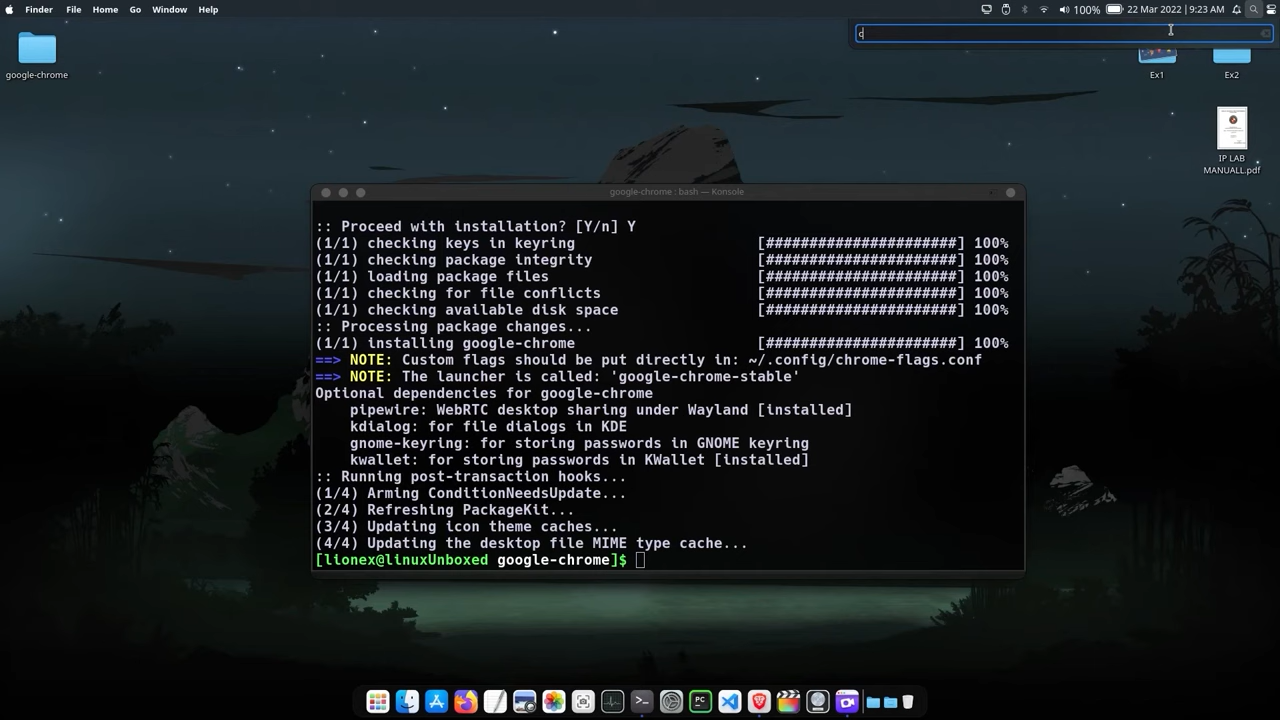 Finder File Home Go Window Help
100% 22 Mar 2022 | 9:23 AM
c
google-chrome
Ex1
Ex2
IP LAB
MANUALL.pdf
google-chrome : bash — Konsole
:: Proceed with installation? [Y/n] Y
(1/1) checking keys in keyring [######################] 100%
(1/1) checking package integrity [######################] 100%
(1/1) loading package files [######################] 100%
(1/1) checking for file conflicts [######################] 100%
(1/1) checking available disk space [######################] 100%
:: Processing package changes...
(1/1) installing google-chrome [######################] 100%
==> NOTE: Custom flags should be put directly in: ~/.config/chrome-flags.conf
==> NOTE: The launcher is called: 'google-chrome-stable'
Optional dependencies for google-chrome
pipewire: WebRTC desktop sharing under Wayland [installed]
kdialog: for file dialogs in KDE
gnome-keyring: for storing passwords in GNOME keyring
kwallet: for storing passwords in KWallet [installed]
:: Running post-transaction hooks...
(1/4) Arming ConditionNeedsUpdate...
(2/4) Refreshing PackageKit...
(3/4) Updating icon theme caches...
(4/4) Updating the desktop file MIME type cache...
[lionex@linuxUnboxed google-chrome]$
PC